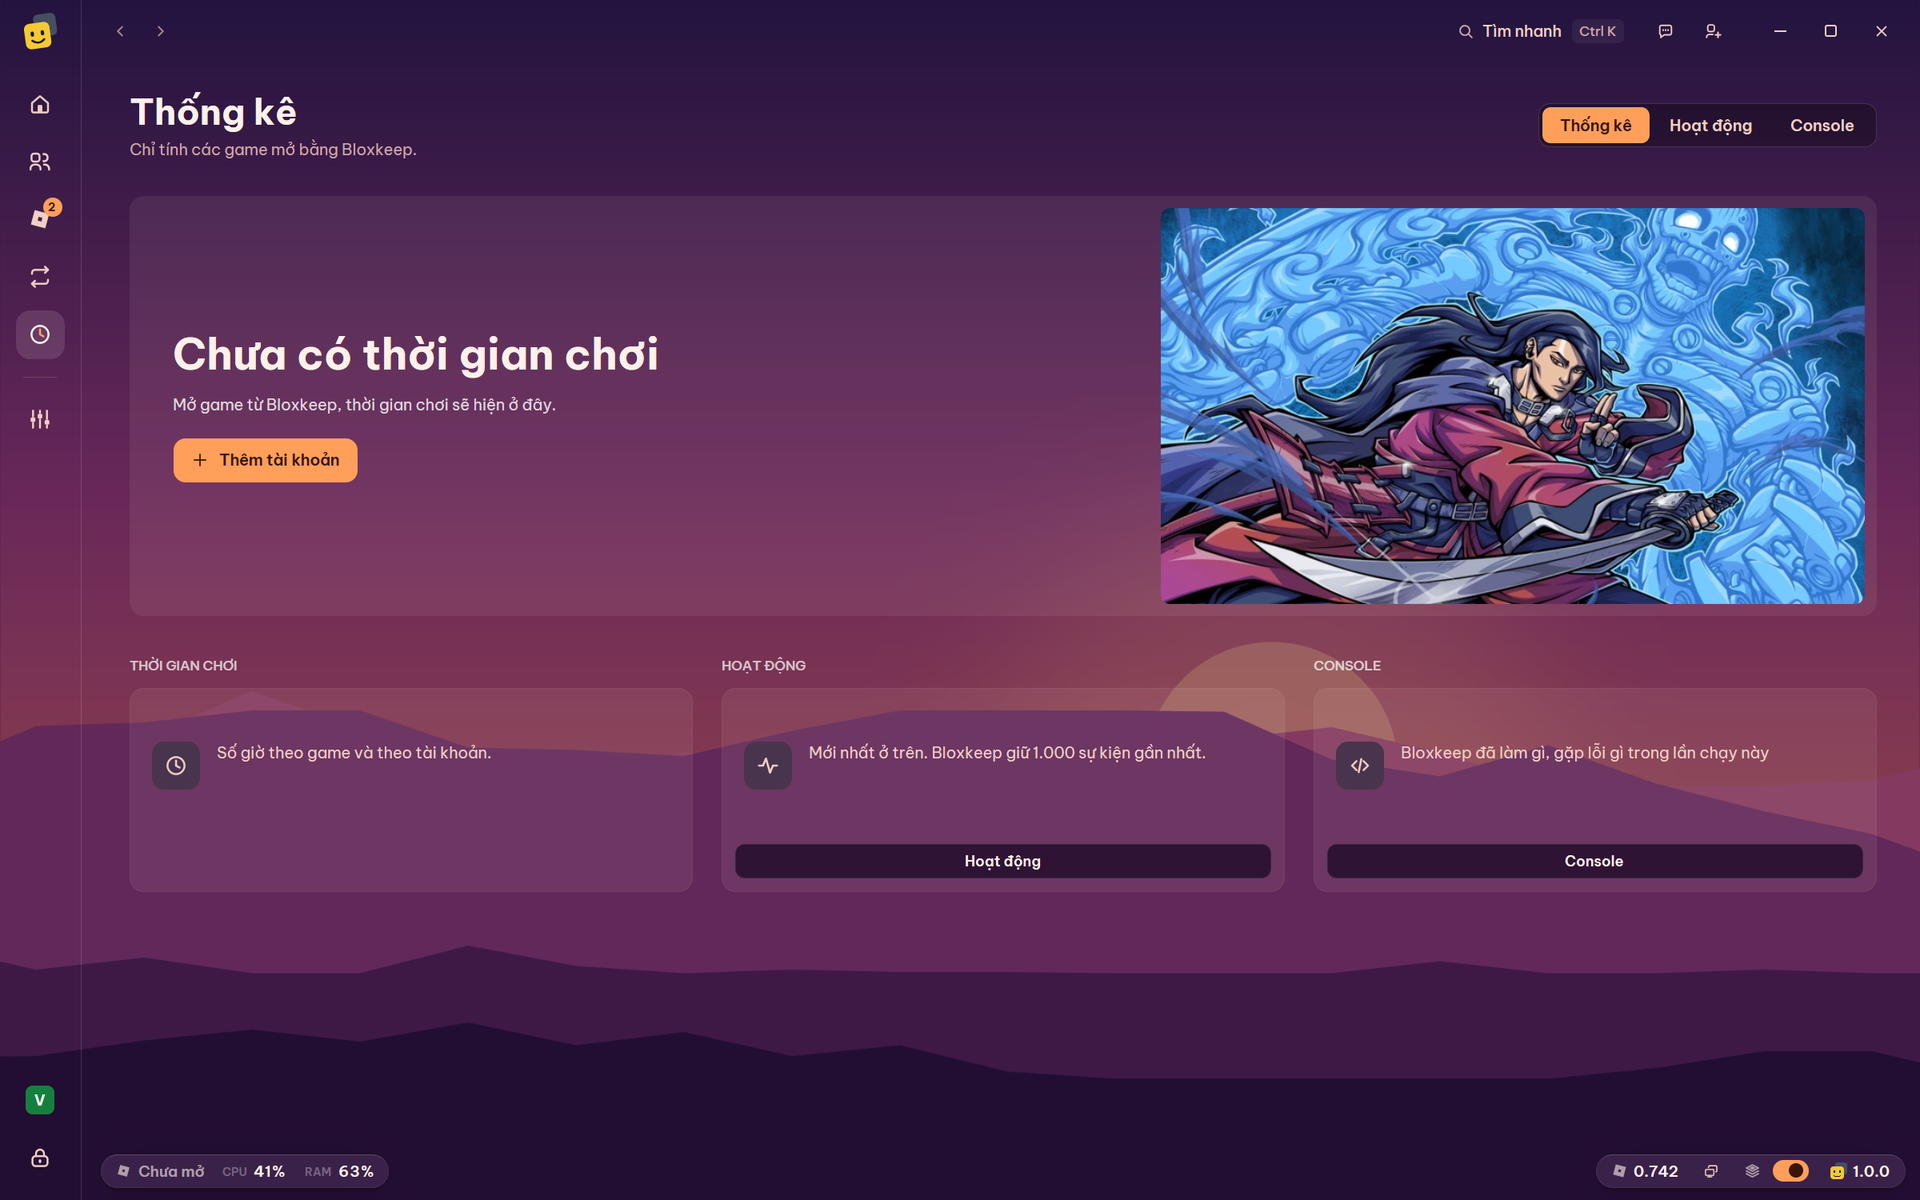 Tìm nhanh Ctrl K
Thống kê
Chỉ tính các game mở bằng Bloxkeep.
Thống kê Hoạt động Console
2
Chưa có thời gian chơi
Mở game từ Bloxkeep, thời gian chơi sẽ hiện ở đây.
Thêm tài khoản
THỜI GIAN CHƠI
Số giờ theo game và theo tài khoản.
HOẠT ĐỘNG
Mới nhất ở trên. Bloxkeep giữ 1.000 sự kiện gần nhất.
Hoạt động
CONSOLE
Bloxkeep đã làm gì, gặp lỗi gì trong lần chạy này
Console
V
Chưa mở CPU 41% RAM 63%
0.742 1.0.0